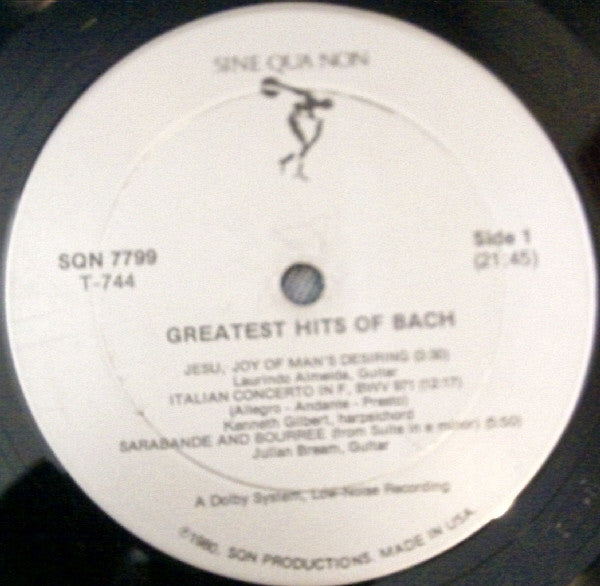 SINE QUA NON
SQN 7799
T-744
Side 1
(21:45)
GREATEST HITS OF BACH
JESU, JOY OF MAN'S DESIRING (3:30)
Laurindo Almeida, Guitar
ITALIAN CONCERTO IN F, BWV 971 (12:17)
(Allegro - Andante - Presto)
Kenneth Gilbert, harpsichord
SARABANDE AND BOURREE (from Suite in e minor) (5:50)
Julian Bream, Guitar
A Dolby System, Low-Noise Recording
©1980, SQN PRODUCTIONS. MADE IN USA.